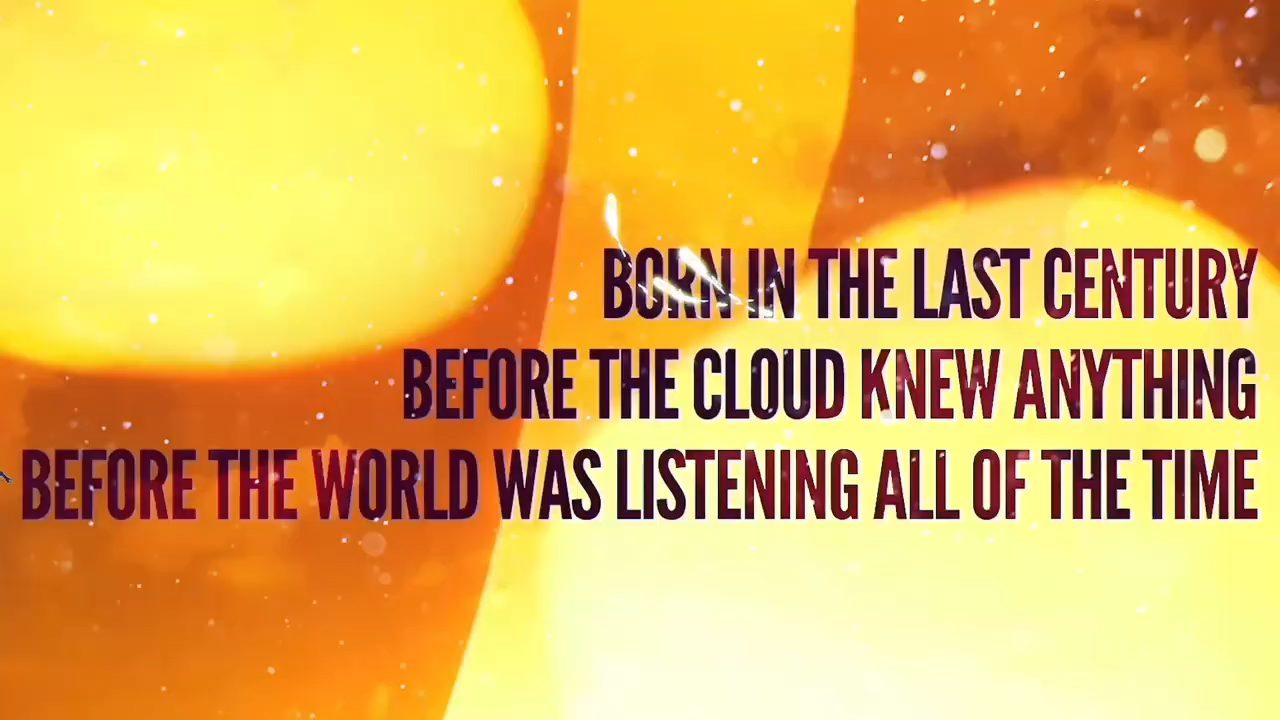 BORN IN THE LAST CENTURY
BEFORE THE CLOUD KNEW ANYTHING
BEFORE THE WORLD WAS LISTENING ALL OF THE TIME